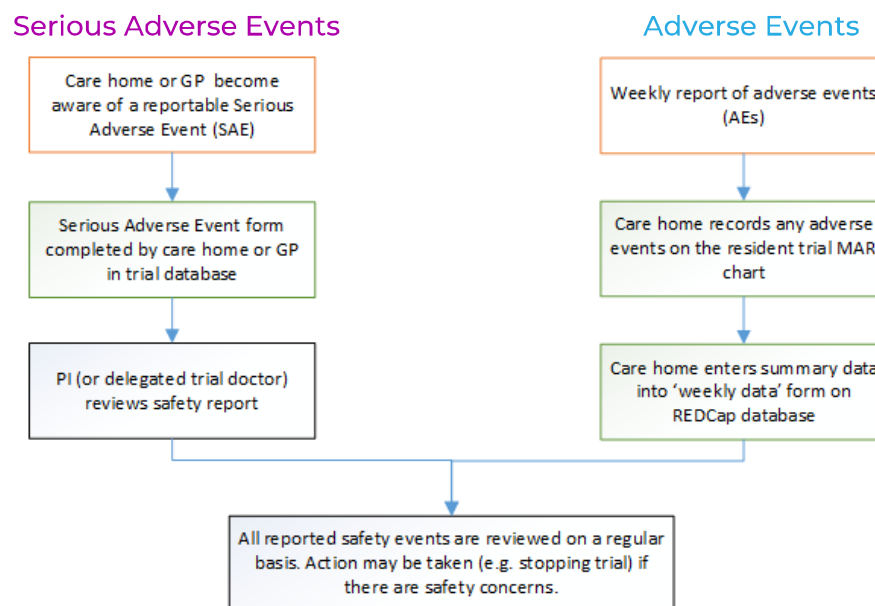 Serious Adverse Events
Adverse Events
Care home or GP become
aware of a reportable Serious
Adverse Event (SAE)
Weekly report of adverse events
(AEs)
Serious Adverse Event form
completed by care home or GP
in trial database
Care home records any adverse
events on the resident trial MAR
chart
PI (or delegated trial doctor)
reviews safety report
Care home enters summary data
into ‘weekly data’ form on
REDCap database
All reported safety events are reviewed on a regular
basis. Action may be taken (e.g. stopping trial) if
there are safety concerns.